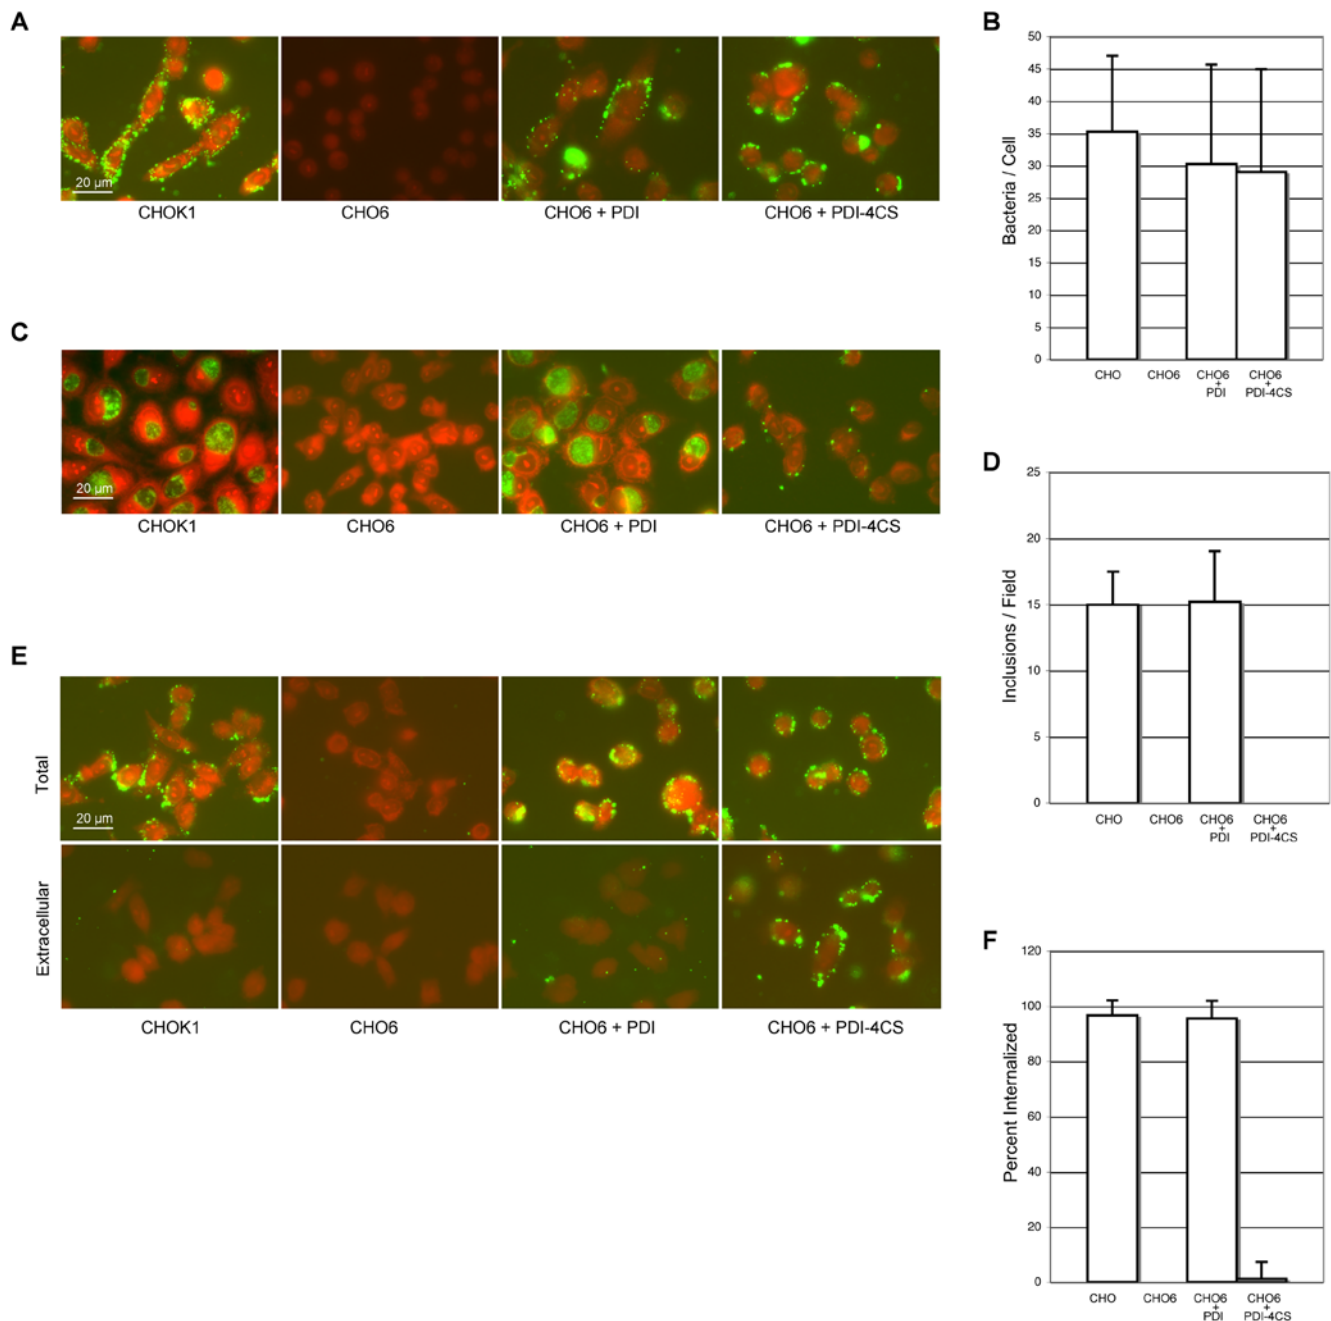 A
20 µm
CHOK1
CHO6
CHO6 + PDI
CHO6 + PDI-4CS
B
Bacteria / Cell
50
45
40
35
30
25
20
15
10
5
0
CHO
CHO6
CHO6
+
PDI
CHO6
+
PDI-4CS
C
20 µm
CHOK1
CHO6
CHO6 + PDI
CHO6 + PDI-4CS
D
Inclusions / Field
25
20
15
10
5
0
CHO
CHO6
CHO6
+
PDI
CHO6
+
PDI-4CS
E
Total
20 µm
Extracellular
CHOK1
CHO6
CHO6 + PDI
CHO6 + PDI-4CS
F
Percent Internalized
120
100
80
60
40
20
0
CHO
CHO6
CHO6
+
PDI
CHO6
+
PDI-4CS